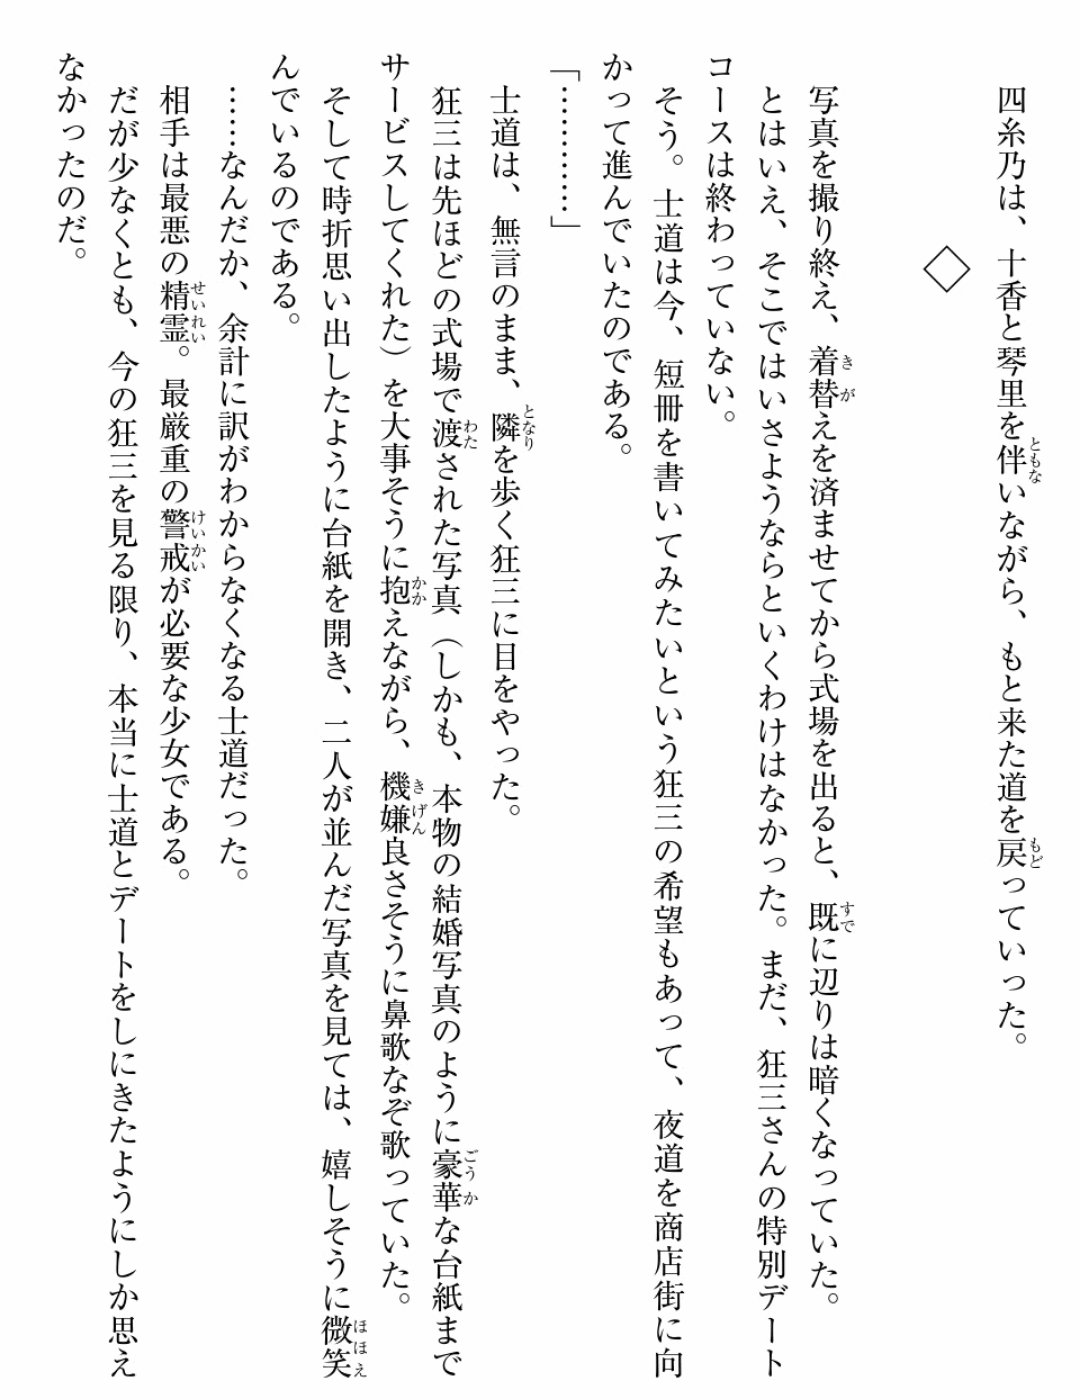 四糸乃は、十香と琴里を伴いながら、もと来た道を戻っていった。
◇
写真を撮り終え、着替えを済ませてから式場を出ると、既に辺りは暗くなっていた。
とはいえ、そこではいさようならといくわけはなかった。まだ、狂三さんの特別デート
コースは終わっていない。
そう。士道は今、短冊を書いてみたいという狂三の希望もあって、夜道を商店街に向
かって進んでいたのである。
「…………」
士道は、無言のまま、隣を歩く狂三に目をやった。
狂三は先ほどの式場で渡された写真（しかも、本物の結婚写真のように豪華な台紙まで
サービスしてくれた）を大事そうに抱えながら、機嫌良さそうに鼻歌なぞ歌っていた。
そして時折思い出したように台紙を開き、二人が並んだ写真を見ては、嬉しそうに微笑
んでいるのである。
……なんだか、余計に訳がわからなくなる士道だった。
相手は最悪の精霊。最厳重の警戒が必要な少女である。
だが少なくとも、今の狂三を見る限り、本当に士道とデートをしにきたようにしか思え
なかったのだ。